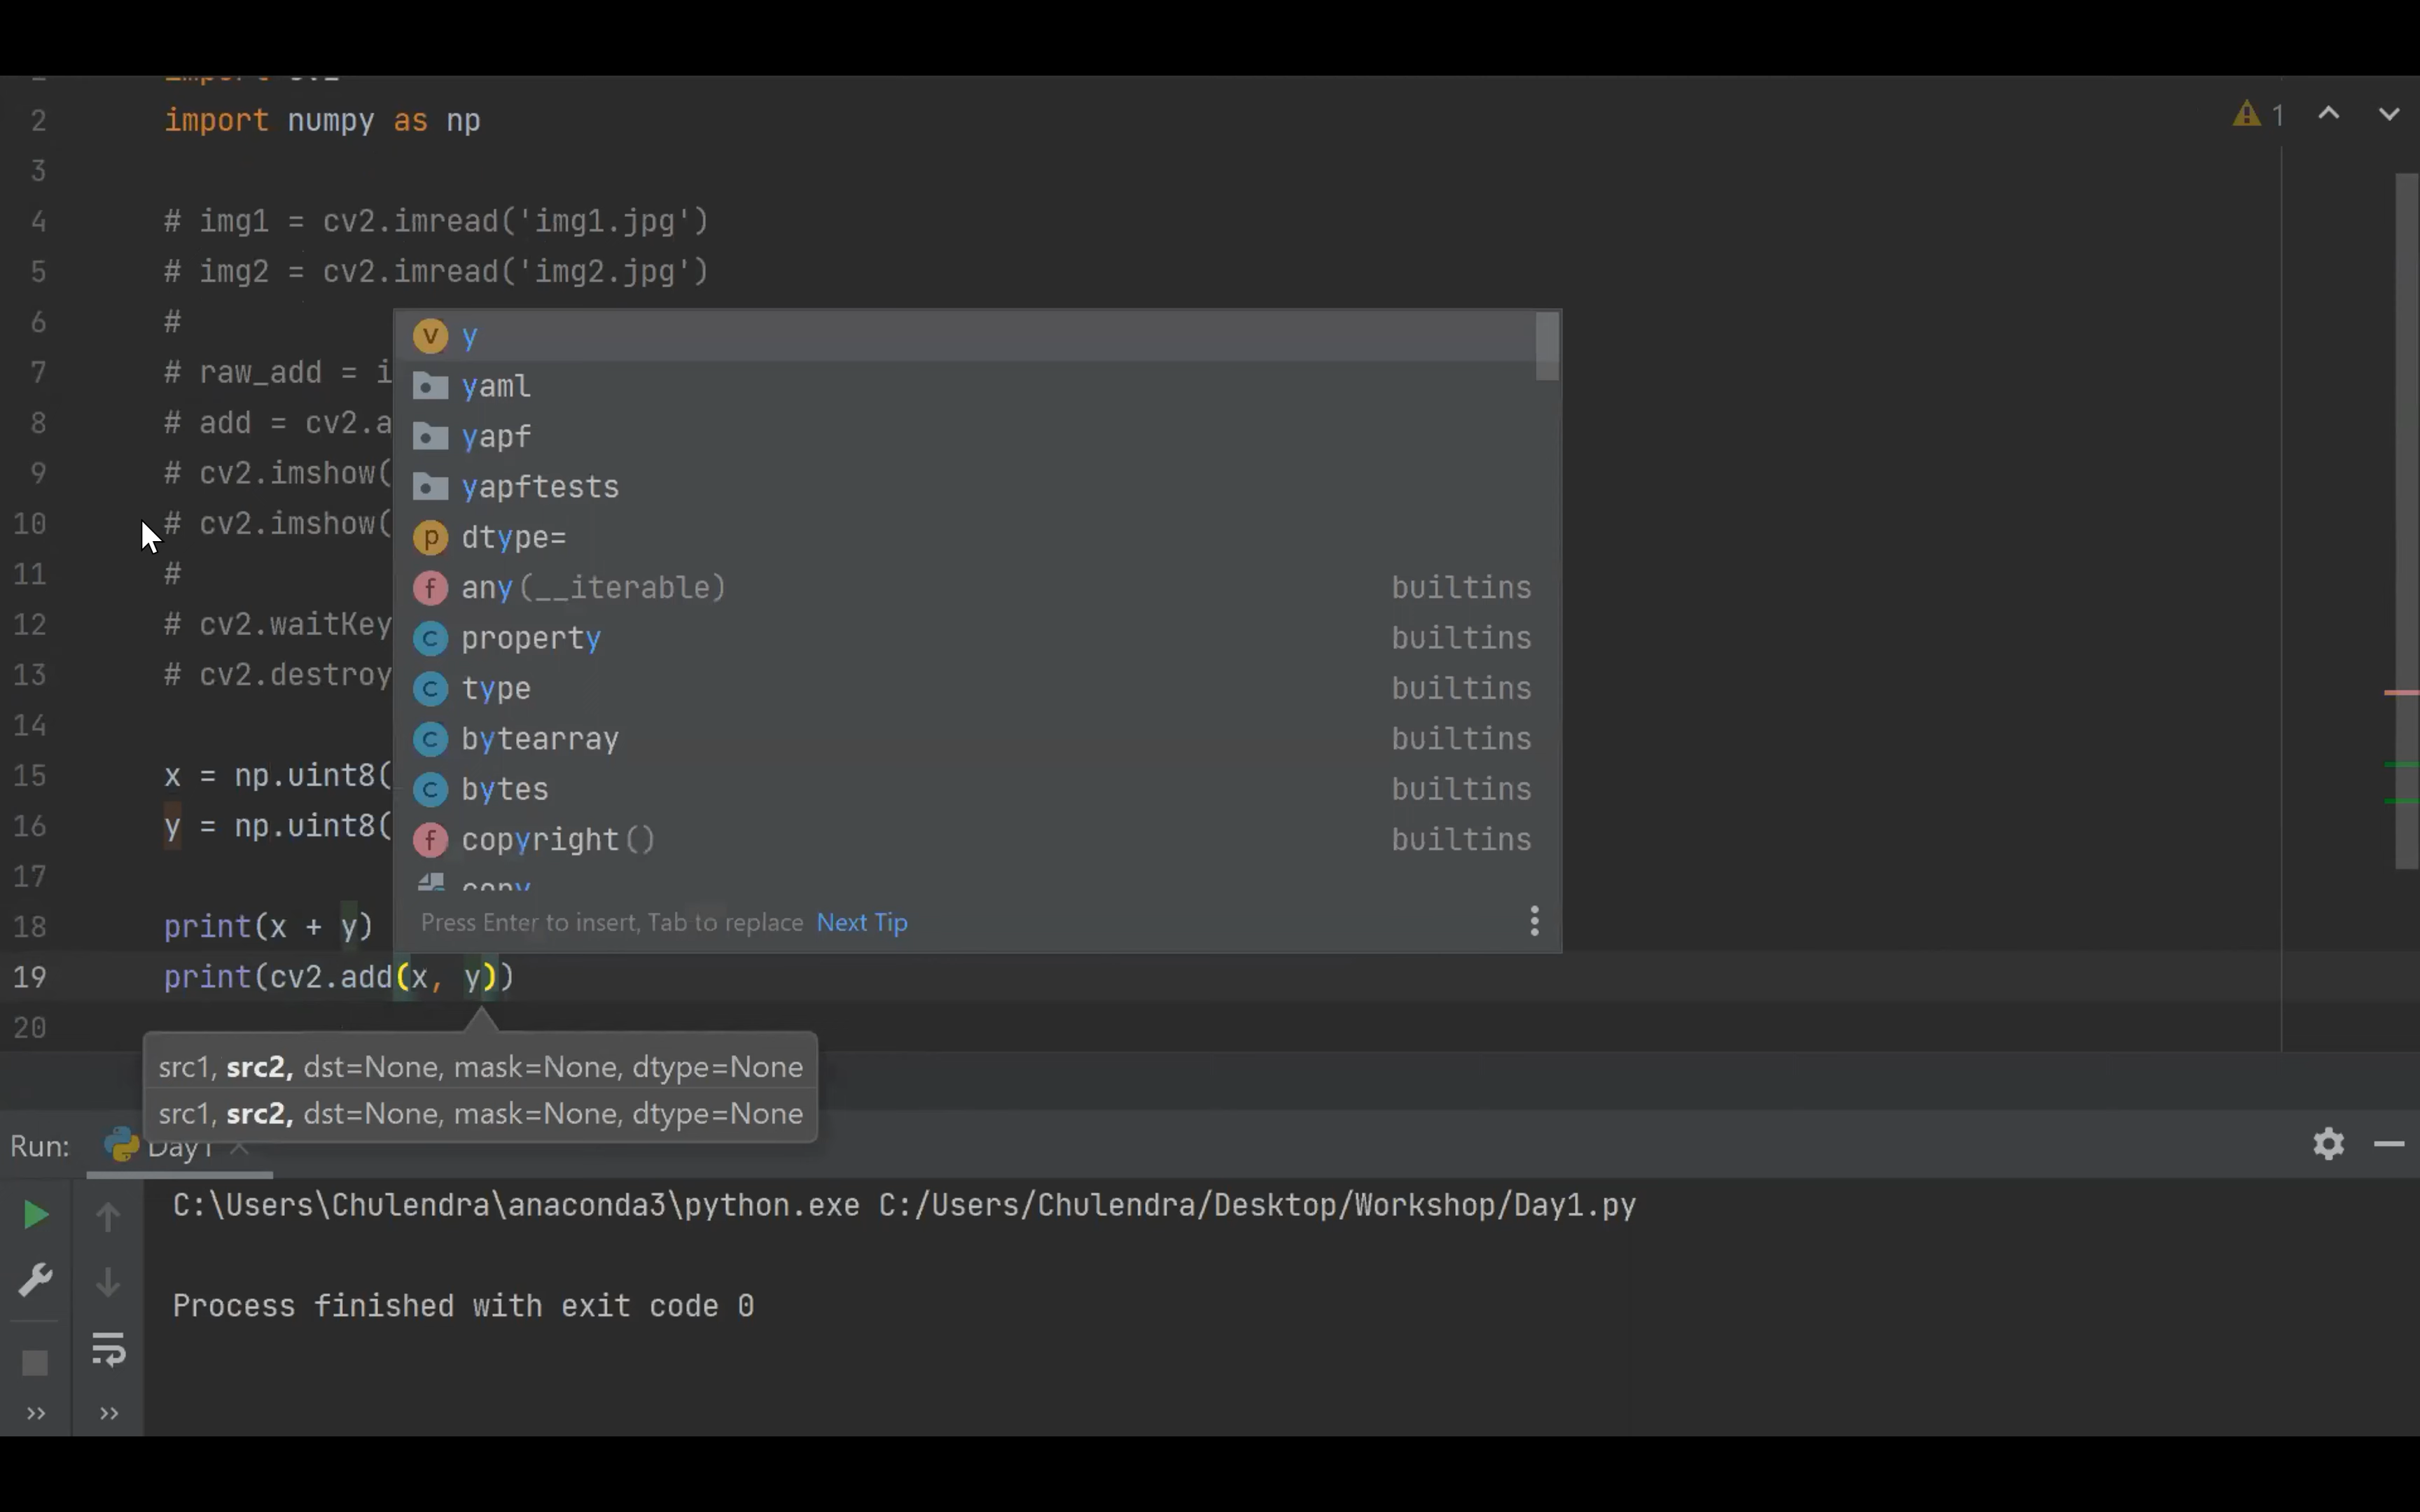 2 import numpy as np
1
3
4 # img1 = cv2.imread('img1.jpg')
5 # img2 = cv2.imread('img2.jpg')
6 #
7 # raw_add = i
8 # add = cv2.a
9 # cv2.imshow(
10 # cv2.imshow(
11 #
12 # cv2.waitKey
13 # cv2.destroy
14
15 x = np.uint8(
16 y = np.uint8(
17
18 print(x + y)
19 print(cv2.add(x, y))
20
v y
yaml
yapf
yapftests
p dtype=
f any(__iterable) builtins
c property builtins
c type builtins
c bytearray builtins
c bytes builtins
f copyright() builtins
copy
Press Enter to insert, Tab to replace Next Tip
src1, src2, dst=None, mask=None, dtype=None
src1, src2, dst=None, mask=None, dtype=None
Run: Day1
C:\Users\Chulendra\anaconda3\python.exe C:/Users/Chulendra/Desktop/Workshop/Day1.py
Process finished with exit code 0